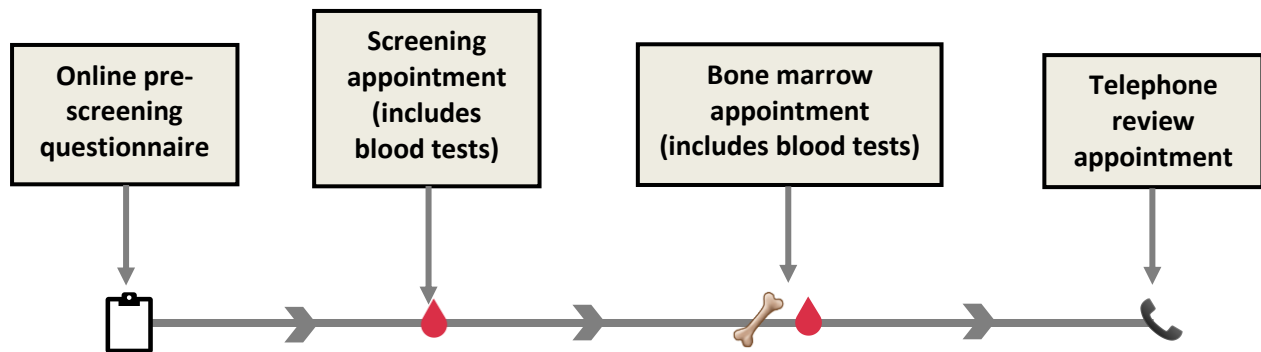 Online pre-
screening
questionnaire
Screening
appointment
(includes
blood tests)
Bone marrow
appointment
(includes blood tests)
Telephone
review
appointment